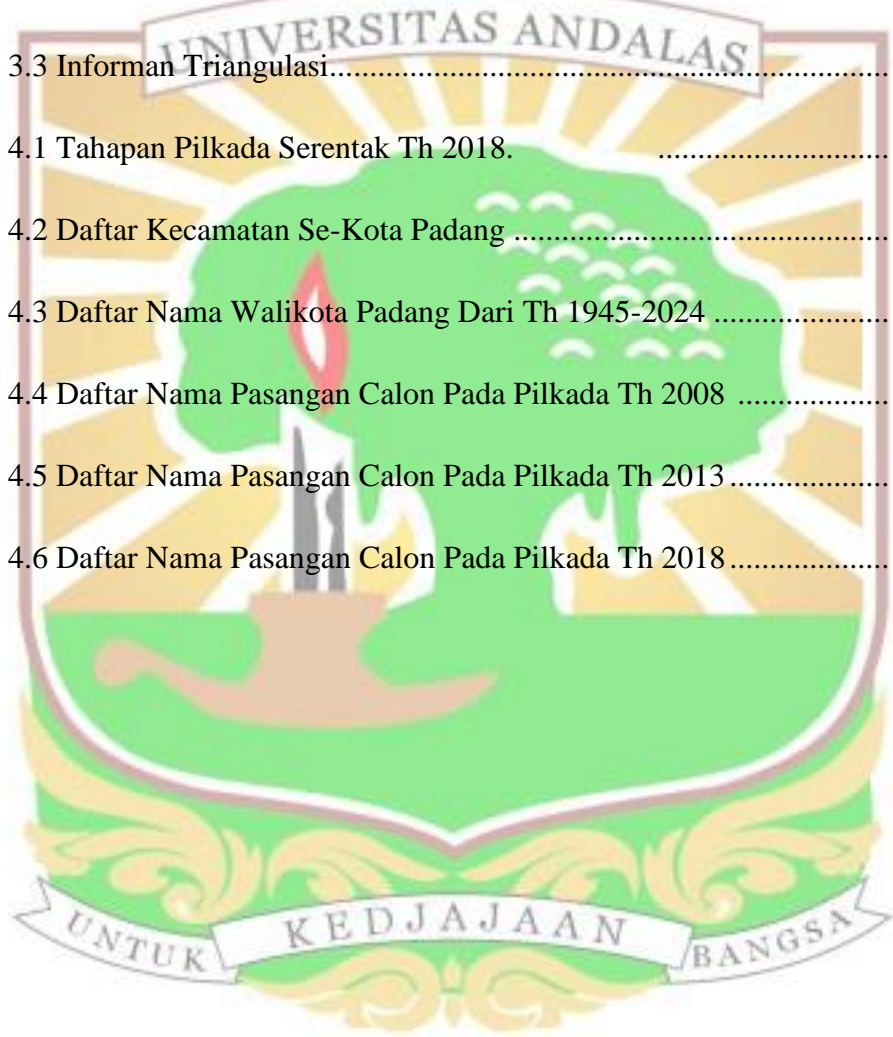 UNIVERSITAS ANDALAS
3.3 Informan Triangulasi......................................................................
4.1 Tahapan Pilkada Serentak Th 2018. .............................
4.2 Daftar Kecamatan Se-Kota Padang ..............................................
4.3 Daftar Nama Walikota Padang Dari Th 1945-2024 .....................
4.4 Daftar Nama Pasangan Calon Pada Pilkada Th 2008 ..................
4.5 Daftar Nama Pasangan Calon Pada Pilkada Th 2013 ...................
4.6 Daftar Nama Pasangan Calon Pada Pilkada Th 2018 ...................
UNTUK KEDJAJAAN BANGSA